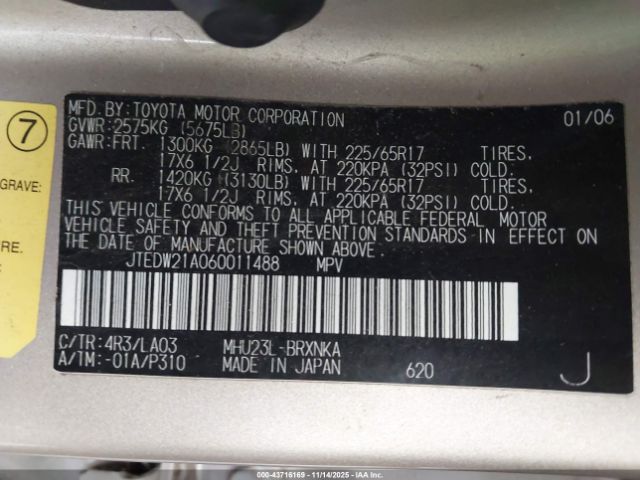 MFD.BY:TOYOTA MOTOR CORPORATION 01/06
GVWR:2575KG (5675LB)
GAWR:FRT. 1300KG (2865LB) WITH 225/65R17 TIRES.
17X6 1/2J RIMS, AT 220KPA (32PSI) COLD.
RR. 1420KG (3130LB) WITH 225/65R17 TIRES.
17X6 1/2J RIMS, AT 220KPA (32PSI) COLD.
THIS VEHICLE CONFORMS TO ALL APPLICABLE FEDERAL MOTOR
VEHICLE SAFETY AND THEFT PREVENTION STANDARDS IN EFFECT ON
THE DATE OF MANUFACTURE SHOWN ABOVE.
JTEDW21A060011488 MPV
C/TR:4R3/LA03 MHU23L-BRXNKA
A/TM:-01A/P310 MADE IN JAPAN 620 J
7
GRAVE:
RE.
000-43716169 - 11/14/2025 - IAAI.COM